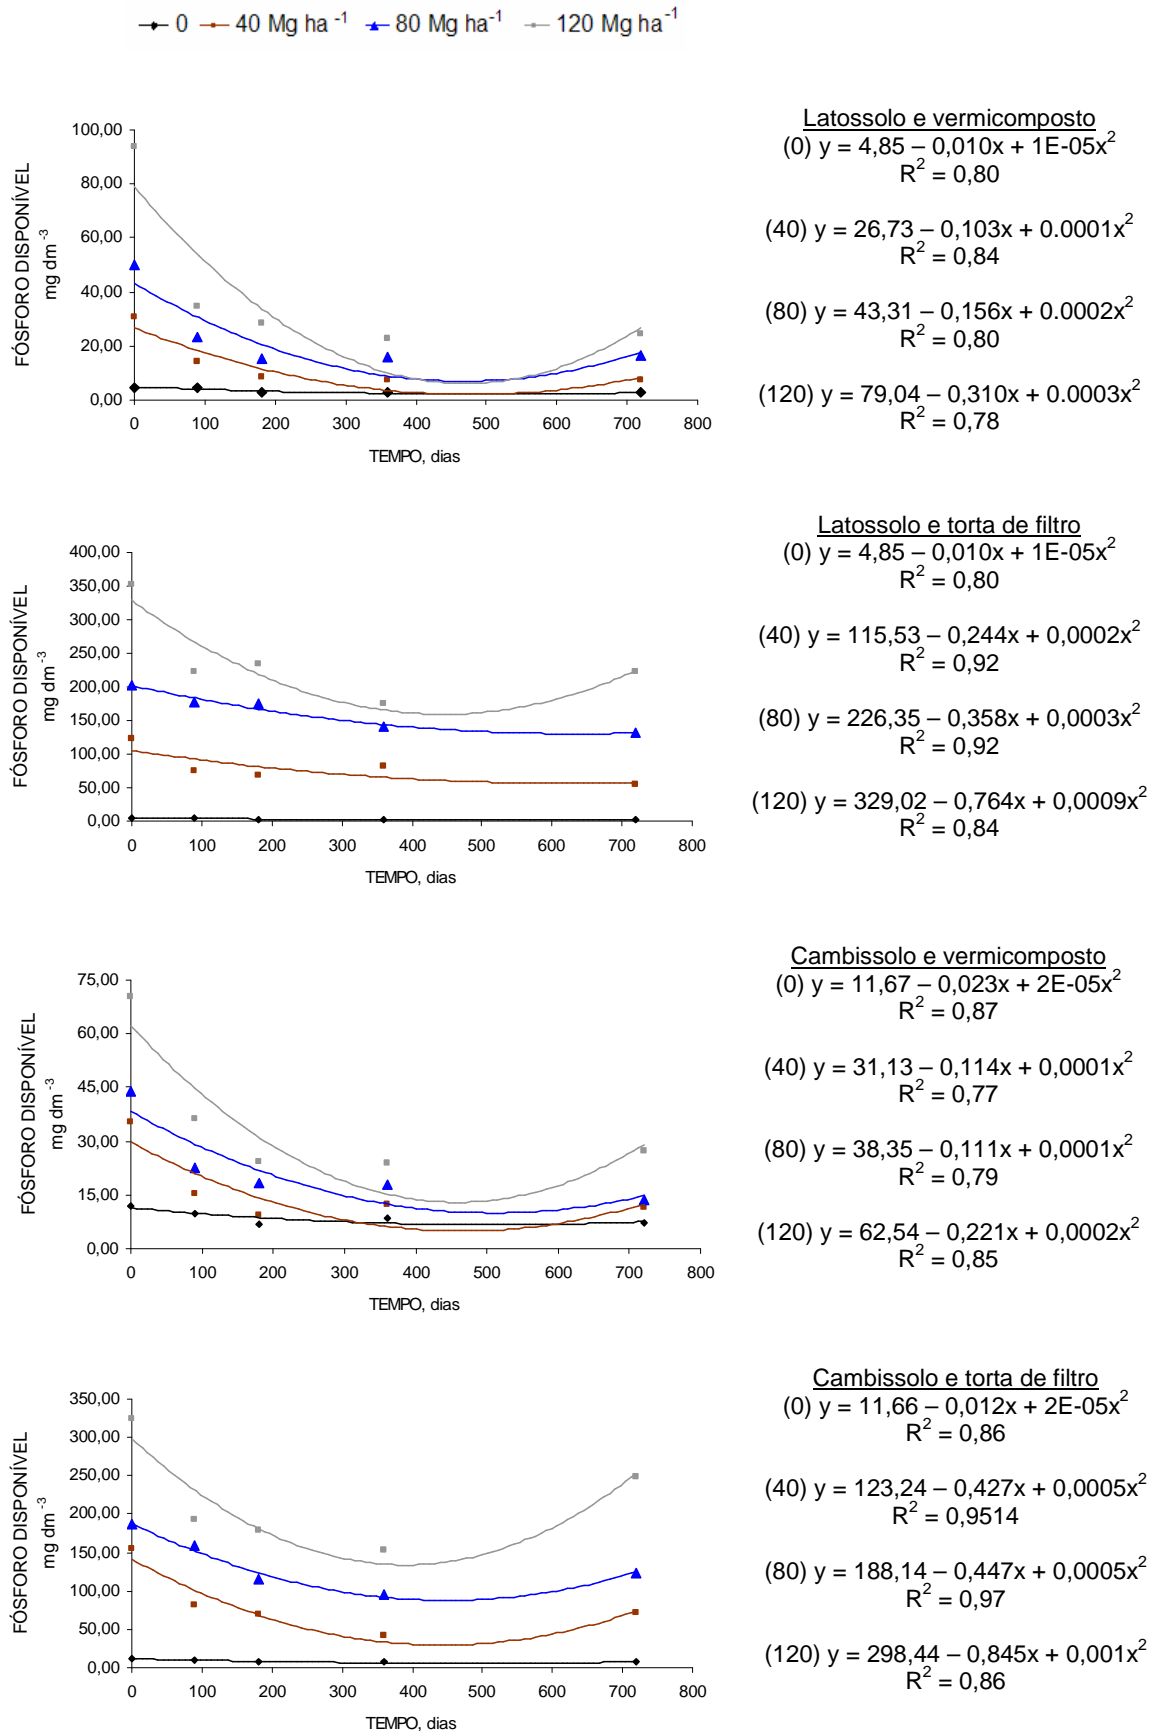 0 40 Mg ha⁻¹ 80 Mg ha⁻¹ 120 Mg ha⁻¹
FÓSFORO DISPONÍVEL
mg dm⁻³
100,00
80,00
60,00
40,00
20,00
0,00
0 100 200 300 400 500 600 700 800
TEMPO, dias
Latossolo e vermicomposto
(0) y = 4,85 – 0,010x + 1E-05x²
R² = 0,80
(40) y = 26,73 – 0,103x + 0.0001x²
R² = 0,84
(80) y = 43,31 – 0,156x + 0.0002x²
R² = 0,80
(120) y = 79,04 – 0,310x + 0.0003x²
R² = 0,78
FÓSFORO DISPONÍVEL
mg dm⁻³
400,00
350,00
300,00
250,00
200,00
150,00
100,00
50,00
0,00
0 100 200 300 400 500 600 700 800
TEMPO, dias
Latossolo e torta de filtro
(0) y = 4,85 – 0,010x + 1E-05x²
R² = 0,80
(40) y = 115,53 – 0,244x + 0,0002x²
R² = 0,92
(80) y = 226,35 – 0,358x + 0,0003x²
R² = 0,92
(120) y = 329,02 – 0,764x + 0,0009x²
R² = 0,84
FÓSFORO DISPONÍVEL
mg dm⁻³
75,00
60,00
45,00
30,00
15,00
0,00
0 100 200 300 400 500 600 700 800
TEMPO, dias
Cambissolo e vermicomposto
(0) y = 11,67 – 0,023x + 2E-05x²
R² = 0,87
(40) y = 31,13 – 0,114x + 0,0001x²
R² = 0,77
(80) y = 38,35 – 0,111x + 0,0001x²
R² = 0,79
(120) y = 62,54 – 0,221x + 0,0002x²
R² = 0,85
FÓSFORO DISPONÍVEL
mg dm⁻³
350,00
300,00
250,00
200,00
150,00
100,00
50,00
0,00
0 100 200 300 400 500 600 700 800
TEMPO, dias
Cambissolo e torta de filtro
(0) y = 11,66 – 0,012x + 2E-05x²
R² = 0,86
(40) y = 123,24 – 0,427x + 0,0005x²
R² = 0,9514
(80) y = 188,14 – 0,447x + 0,0005x²
R² = 0,97
(120) y = 298,44 – 0,845x + 0,001x²
R² = 0,86